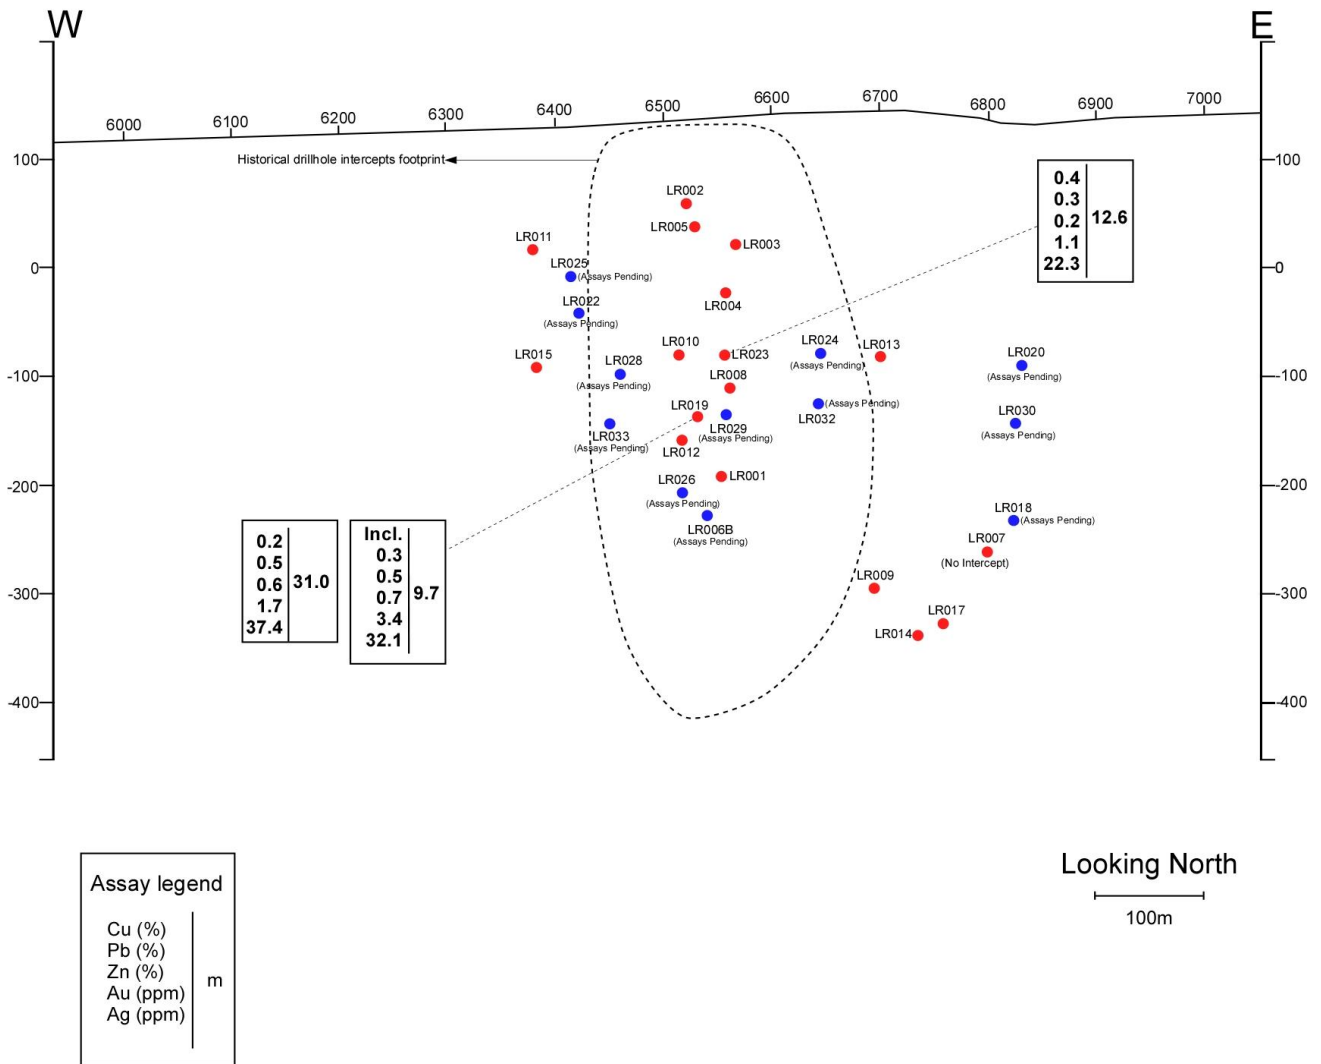 W
E
6000
6100
6200
6300
6400
6500
6600
6700
6800
6900
7000
100
100
Historical drillhole intercepts footprint
0.4
0.3
0.2
1.1
22.3
12.6
LR002
LR005
LR003
LR011
0
0
LR025
(Assays Pending)
LR022
(Assays Pending)
LR004
LR010
LR023
LR024
(Assays Pending)
LR013
LR020
(Assays Pending)
LR015
LR028
(Assays Pending)
LR008
-100
-100
LR019
LR029
(Assays Pending)
LR032
(Assays Pending)
LR030
(Assays Pending)
LR033
(Assays Pending)
LR012
LR001
LR026
(Assays Pending)
-200
-200
LR006B
(Assays Pending)
LR018
(Assays Pending)
LR007
(No Intercept)
0.2
0.5
0.6
1.7
37.4
31.0
Incl.
0.3
0.5
0.7
3.4
32.1
9.7
LR009
-300
-300
LR017
LR014
-400
-400
Assay legend
Cu (%)
Pb (%)
Zn (%)
Au (ppm)
Ag (ppm)
m
Looking North
100m